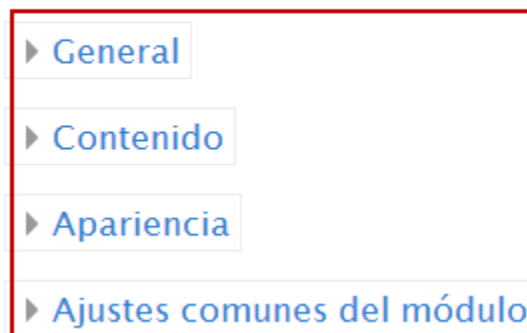 General
Contenido
Apariencia
Ajustes comunes del módulo